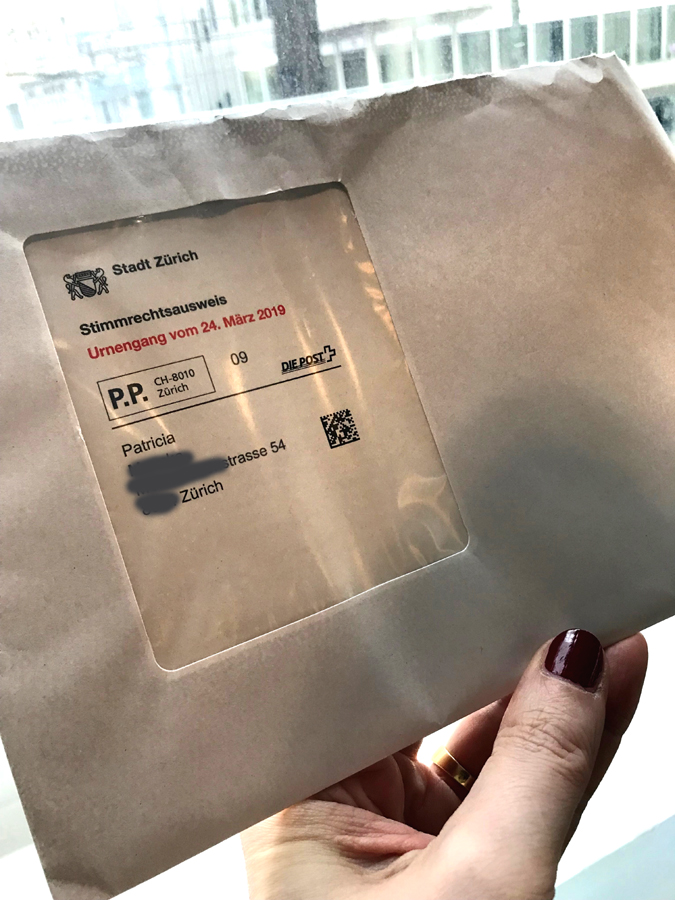 Stadt Zürich
Stimmrechtsausweis
Urnengang vom 24. März 2019
P.P. CH-8010
Zürich
09
DIE POST
Patricia
strasse 54
Zürich